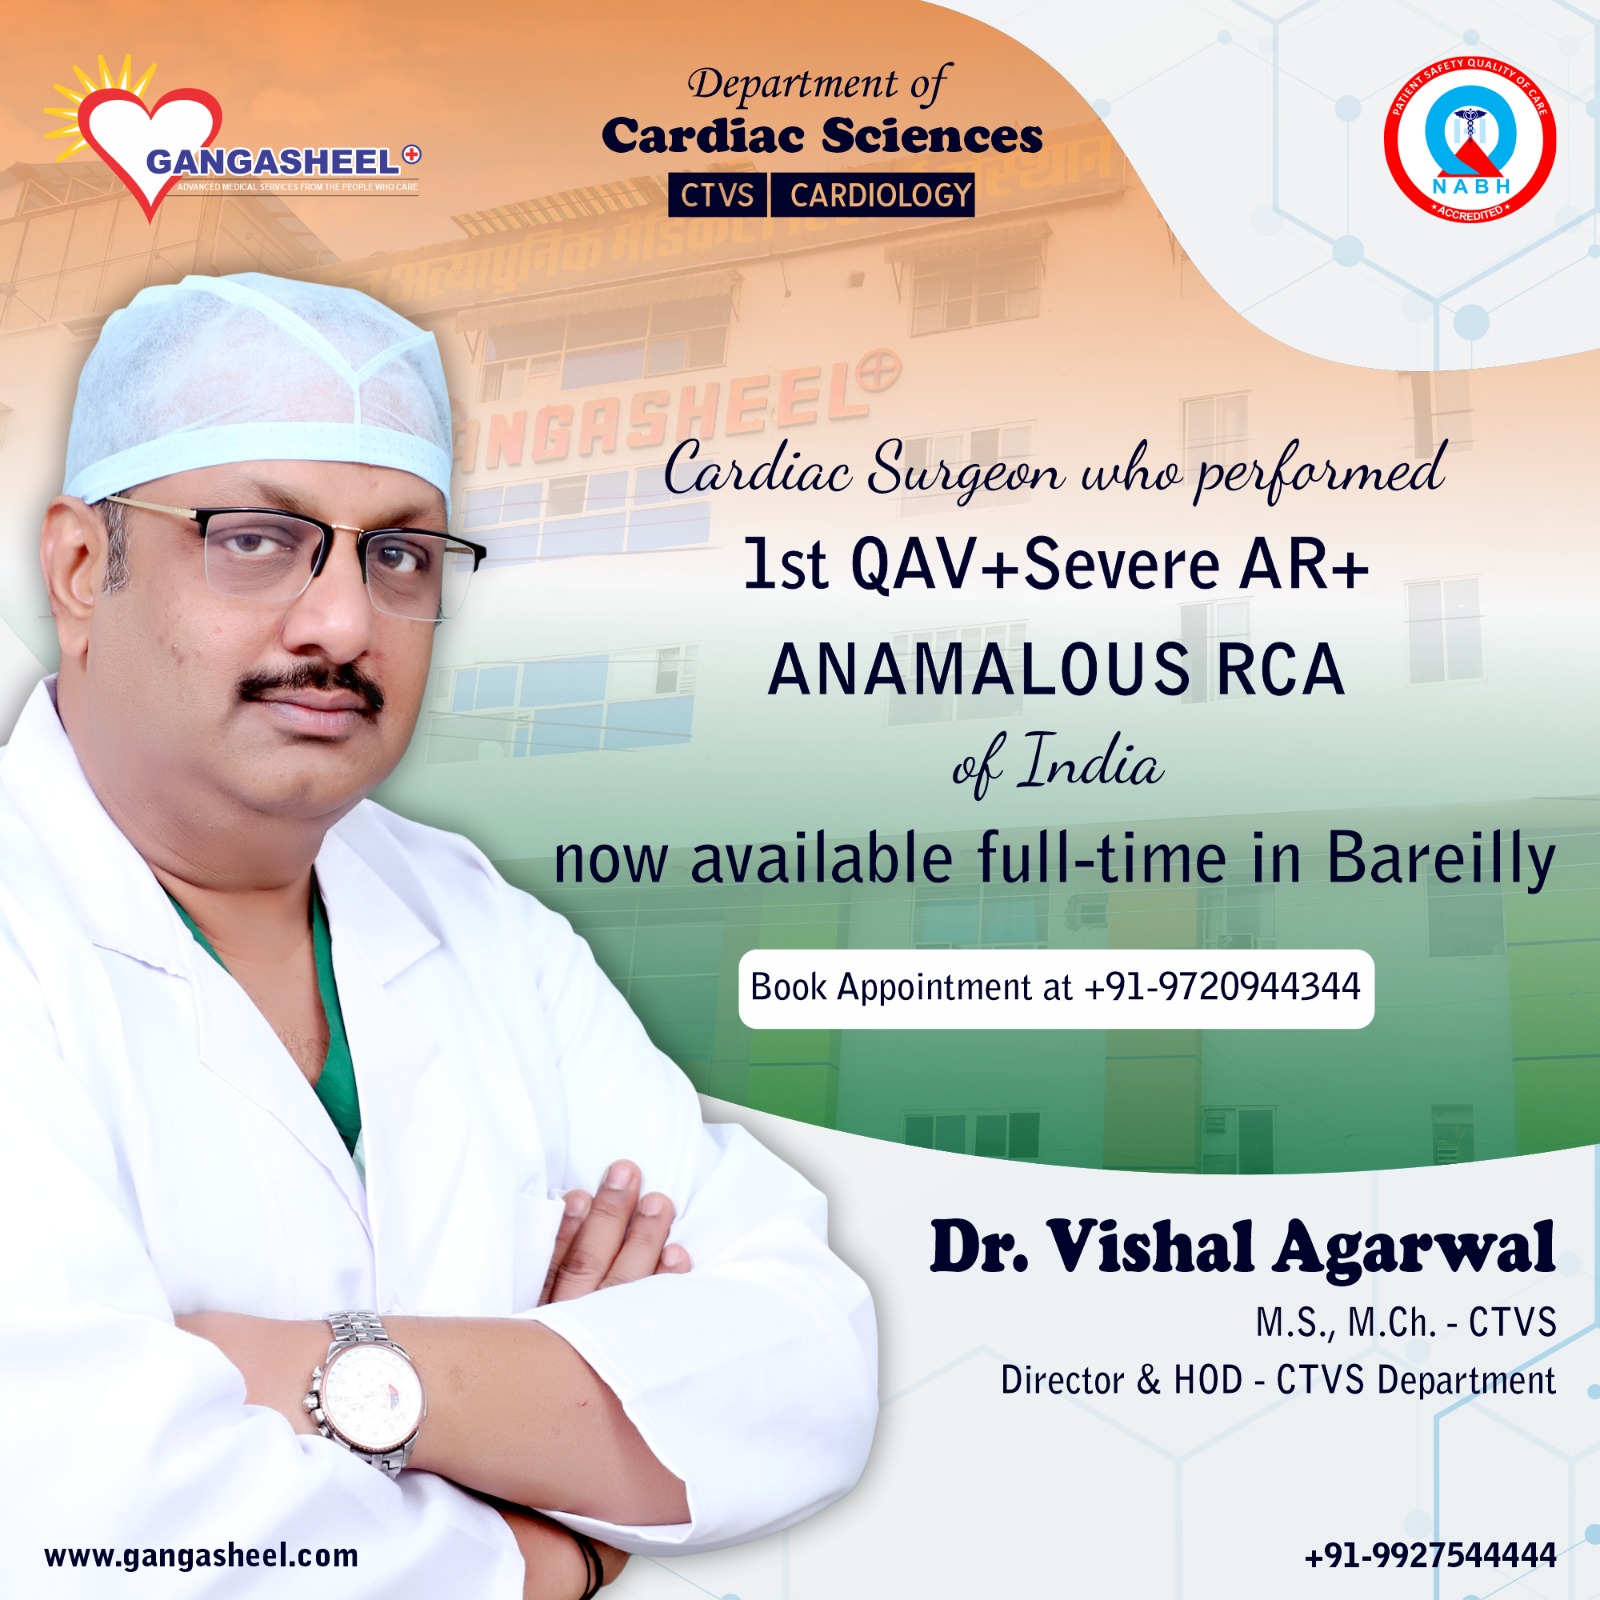 GANGASHEEL
ADVANCED MEDICAL SERVICES FROM THE PEOPLE WHO CARE
Department of
Cardiac Sciences
CTVS CARDIOLOGY
PATIENT SAFETY QUALITY OF CARE
NABH
ACCREDITED
अत्याधुनिक
संस्थान
ANGASHEEL
Cardiac Surgeon who performed
1st QAV+Severe AR+
ANAMALOUS RCA
of India
now available full-time in Bareilly
Book Appointment at +91-9720944344
Dr. Vishal Agarwal
M.S., M.Ch. - CTVS
Director & HOD - CTVS Department
www.gangasheel.com
+91-9927544444